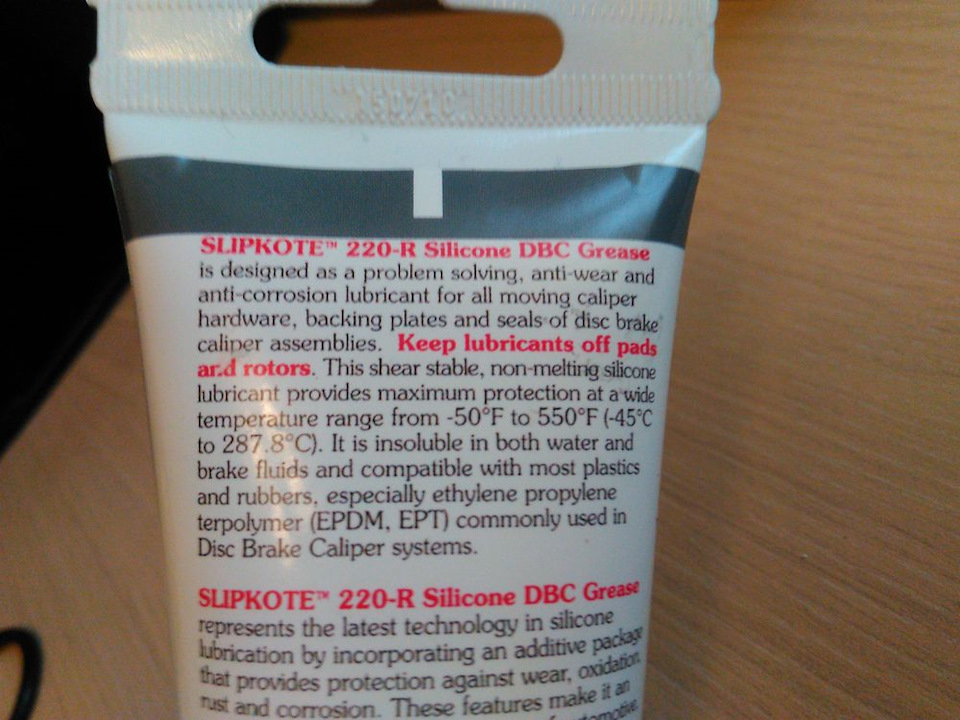 150710
SLIPKOTE™ 220-R Silicone DBC Grease
is designed as a problem solving, anti-wear and
anti-corrosion lubricant for all moving caliper
hardware, backing plates and seals of disc brake
caliper assemblies. Keep lubricants off pads
and rotors. This shear stable, non-melting silicone
lubricant provides maximum protection at a wide
temperature range from -50°F to 550°F (-45°C
to 287.8°C). It is insoluble in both water and
brake fluids and compatible with most plastics
and rubbers, especially ethylene propylene
terpolymer (EPDM, EPT) commonly used in
Disc Brake Caliper systems.
SLIPKOTE™ 220-R Silicone DBC Grease
represents the latest technology in silicone
lubrication by incorporating an additive package
that provides protection against wear, oxidation,
rust and corrosion. These features make it an
automotive